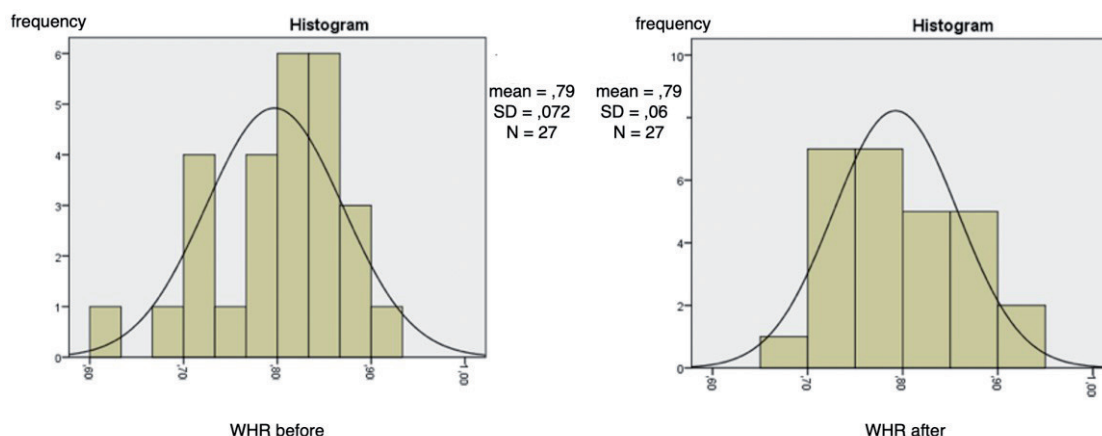 frequency
Histogram
6
5
4
3
2
1
0
,60
,70
,80
,90
1,00
WHR before
mean = ,79
SD = ,072
N = 27
frequency
Histogram
mean = ,79
SD = ,06
N = 27
10
8
6
4
2
0
,60
,70
,80
,90
1,00
WHR after